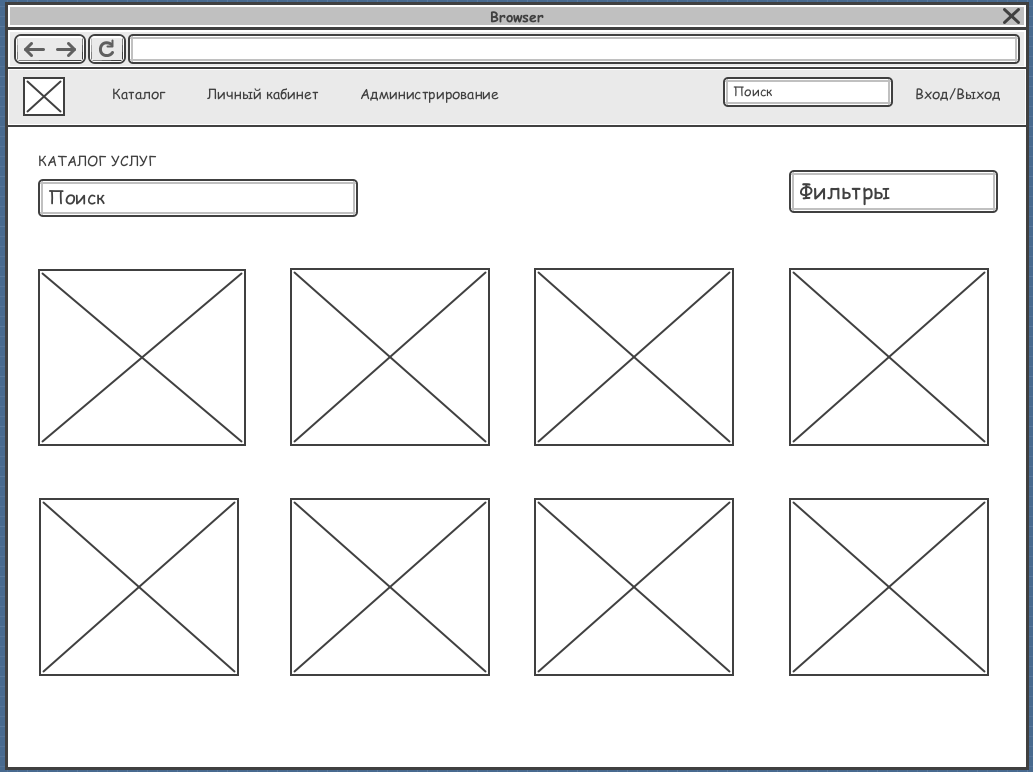 Browser
Каталог Личный кабинет Администрирование Поиск Вход/Выход
КАТАЛОГ УСЛУГ
Поиск Фильтры